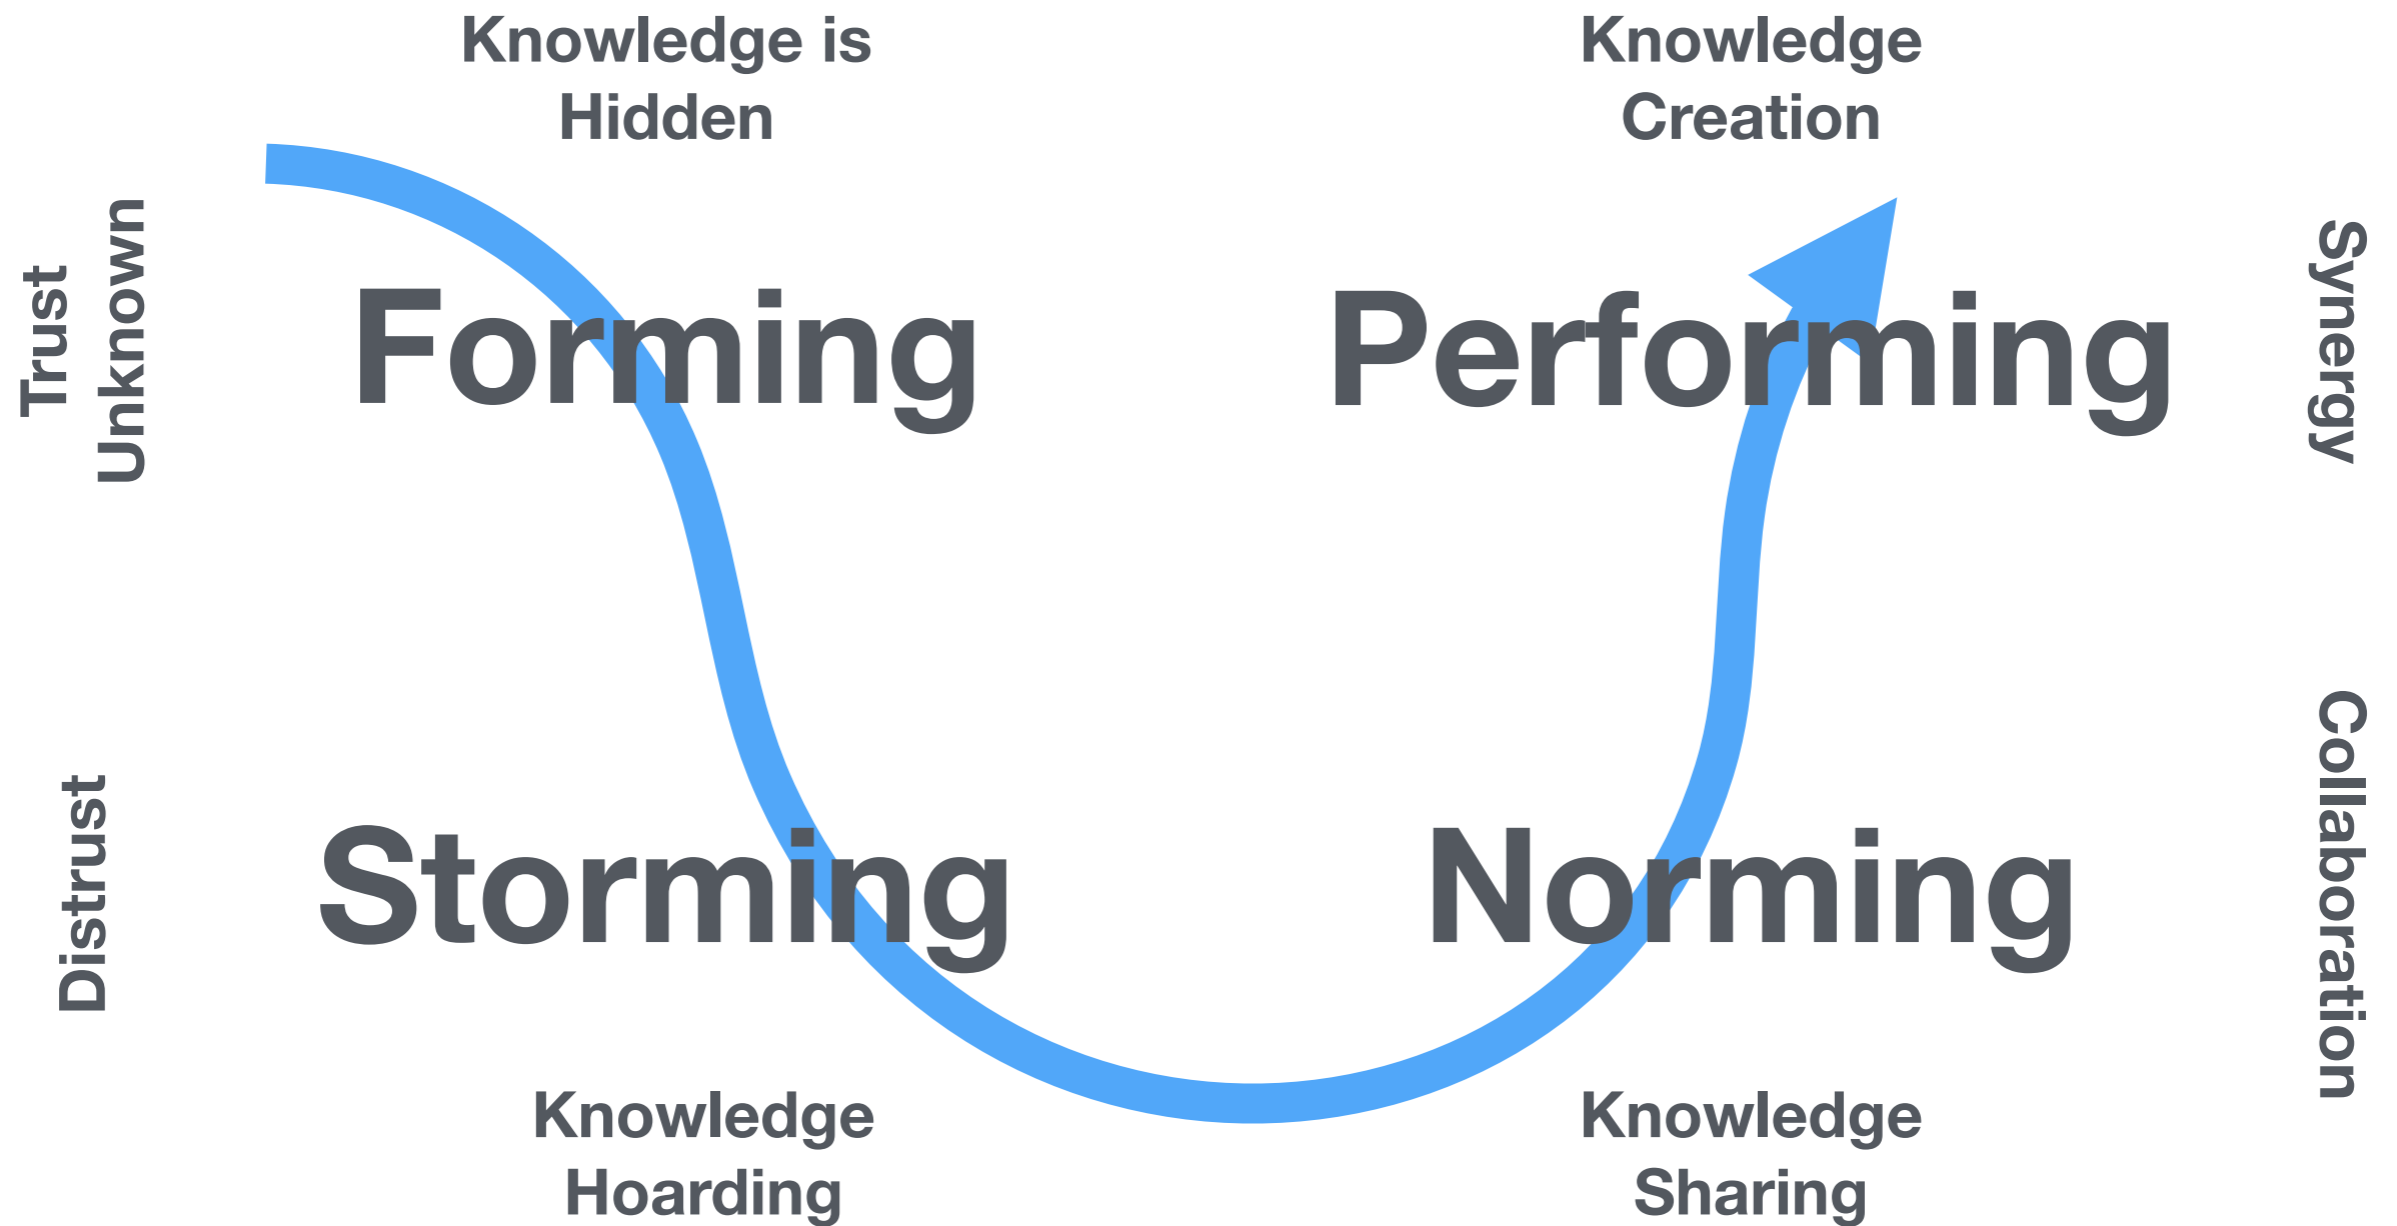 Knowledge is
Hidden
Knowledge
Creation
Trust
Unknown
Forming
Performing
Synergy
Distrust
Storming
Norming
Collaboration
Knowledge
Hoarding
Knowledge
Sharing